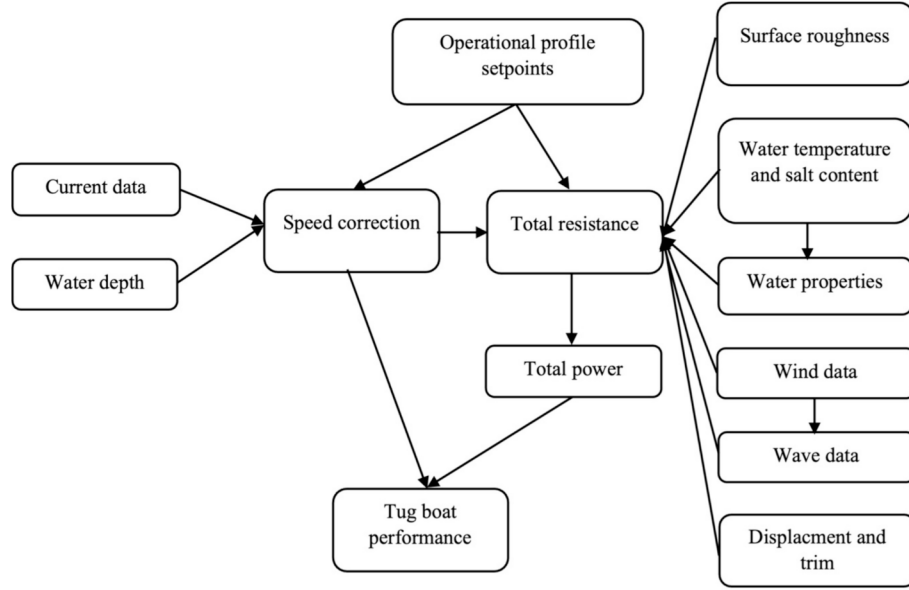 Operational profile
setpoints
Surface roughness
Water temperature
and salt content
Current data
Speed correction
Total resistance
Water depth
Water properties
Total power
Wind data
Wave data
Tug boat
performance
Displacment and
trim